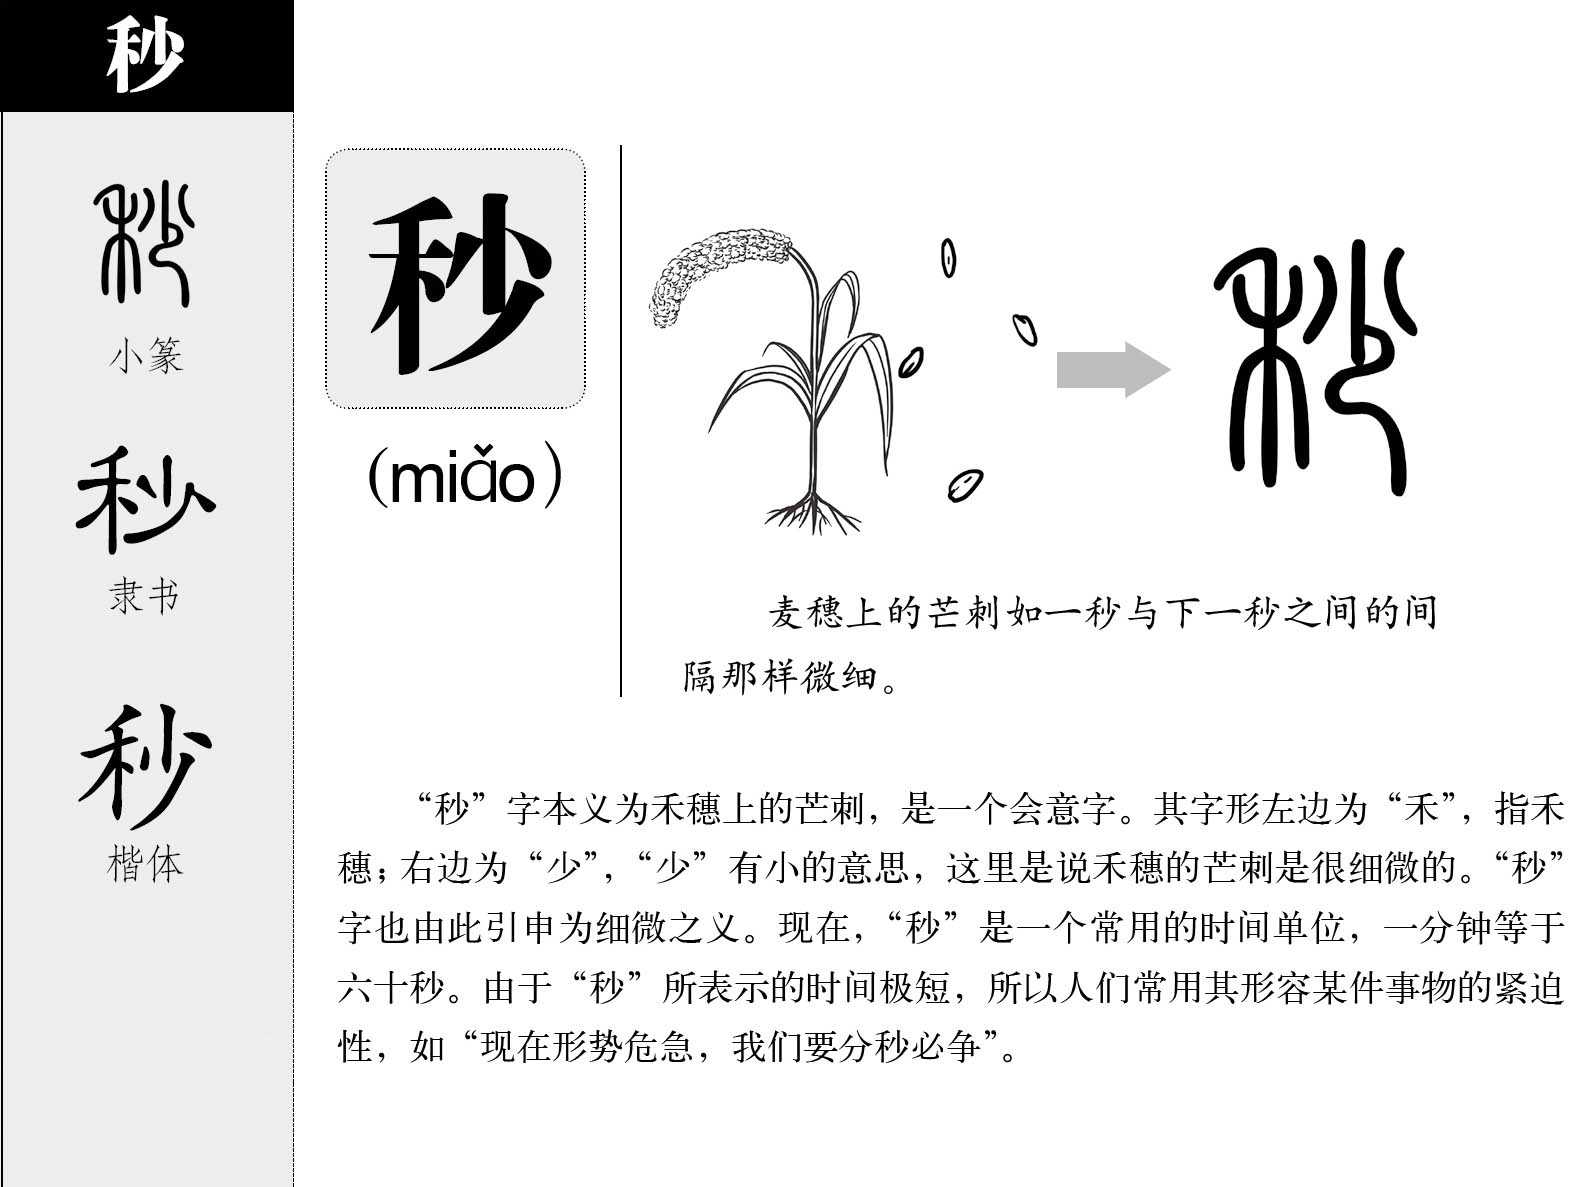 秒
秒
小篆
秒
隶书
秒
楷体
秒
(miǎo)
秒
麦穗上的芒刺如一秒与下一秒之间的间
隔那样微细。
“秒”字本义为禾穗上的芒刺，是一个会意字。其字形左边为“禾”，指禾
穗；右边为“少”，“少”有小的意思，这里是说禾穗的芒刺是很细微的。“秒”
字也由此引申为细微之义。现在，“秒”是一个常用的时间单位，一分钟等于
六十秒。由于“秒”所表示的时间极短，所以人们常用其形容某件事物的紧迫
性，如“现在形势危急，我们要分秒必争”。